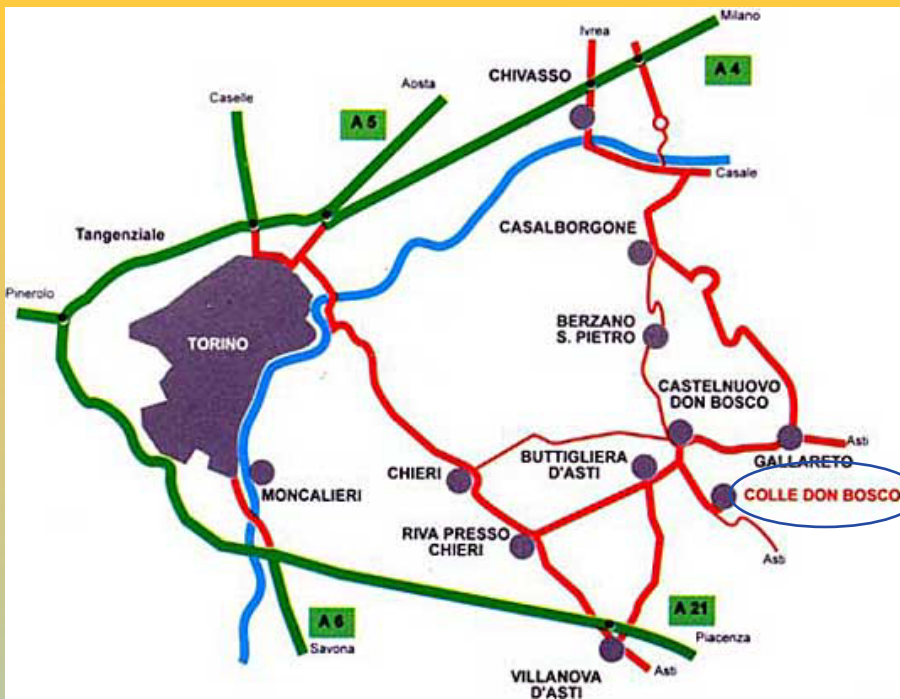 Milano
Ivrea
A 4
CHIVASSO
Aosta
Caselle
A 5
Casale
Tangenziale
CASALBORGONE
Pinerolo
BERZANO
S. PIETRO
TORINO
CASTELNUOVO
DON BOSCO
Asti
BUTTIGLIERA
D'ASTI
GALLARETO
CHIERI
MONCALIERI
COLLE DON BOSCO
RIVA PRESSO
CHIERI
Asti
A 21
A 6
Piacenza
Savona
Asti
VILLANOVA
D'ASTI